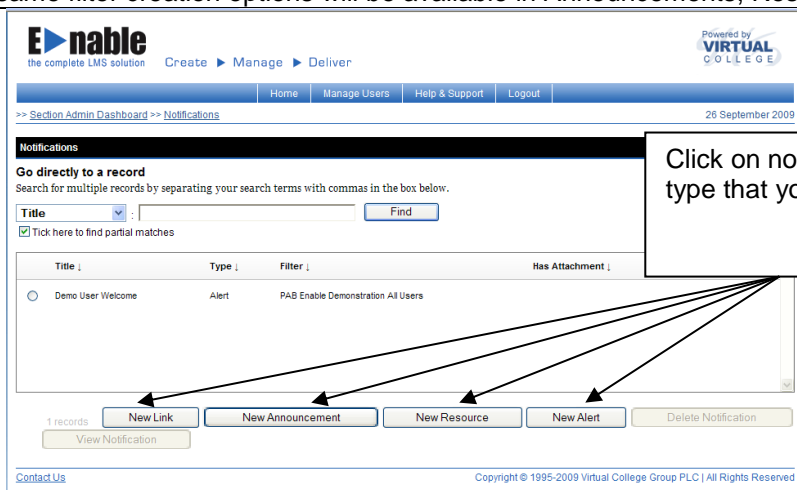 same filter creation options will be available in Announcements, Res
E nable
the complete LMS solution Create ▶ Manage ▶ Deliver
Powered by
VIRTUAL
COLLEGE
Home Manage Users Help & Support Logout
>> Section Admin Dashboard >> Notifications 26 September 2009
Notifications
Go directly to a record
Search for multiple records by separating your search terms with commas in the box below.
Title : Find
Tick here to find partial matches
Click on no
type that yo
Title ↓ Type ↓ Filter ↓ Has Attachment ↓
Demo User Welcome Alert PAB Enable Demonstration All Users
1 records New Link New Announcement New Resource New Alert Delete Notification
View Notification
Contact Us Copyright © 1995-2009 Virtual College Group PLC | All Rights Reserved